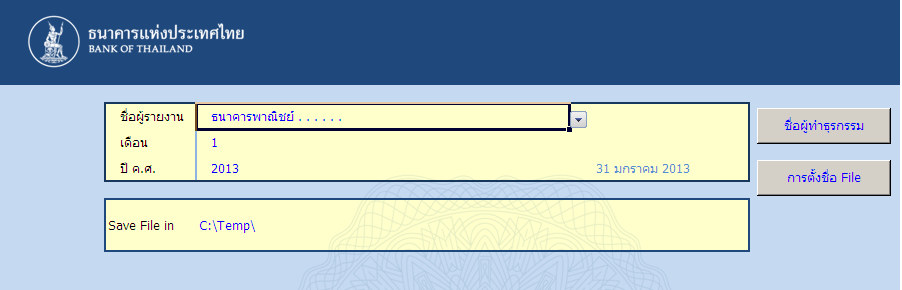 ธนาคารแห่งประเทศไทย
BANK OF THAILAND
ชื่อผู้รายงาน ธนาคารพาณิชย์ . . . . . .
ชื่อผู้ทำธุรกรรม
เดือน 1
ปี ค.ศ. 2013 31 มกราคม 2013
การตั้งชื่อ File
Save File in C:\Temp\